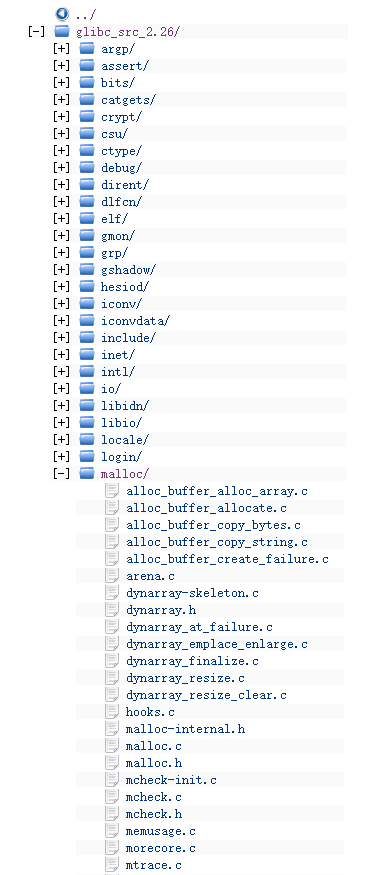 ../
[-] glibc_src_2.26/
[+] argp/
[+] assert/
[+] bits/
[+] catgets/
[+] crypt/
[+] csu/
[+] ctype/
[+] debug/
[+] dirent/
[+] dlfcn/
[+] elf/
[+] gmon/
[+] grp/
[+] gshadow/
[+] hesiod/
[+] iconv/
[+] iconvdata/
[+] include/
[+] inet/
[+] intl/
[+] io/
[+] libidn/
[+] libio/
[+] locale/
[+] login/
[-] malloc/
alloc_buffer_alloc_array.c
alloc_buffer_allocate.c
alloc_buffer_copy_bytes.c
alloc_buffer_copy_string.c
alloc_buffer_create_failure.c
arena.c
dynarray-skeleton.c
dynarray.h
dynarray_at_failure.c
dynarray_emplace_enlarge.c
dynarray_finalize.c
dynarray_resize.c
dynarray_resize_clear.c
hooks.c
malloc-internal.h
malloc.c
malloc.h
mcheck-init.c
mcheck.c
mcheck.h
memusage.c
morecore.c
mtrace.c